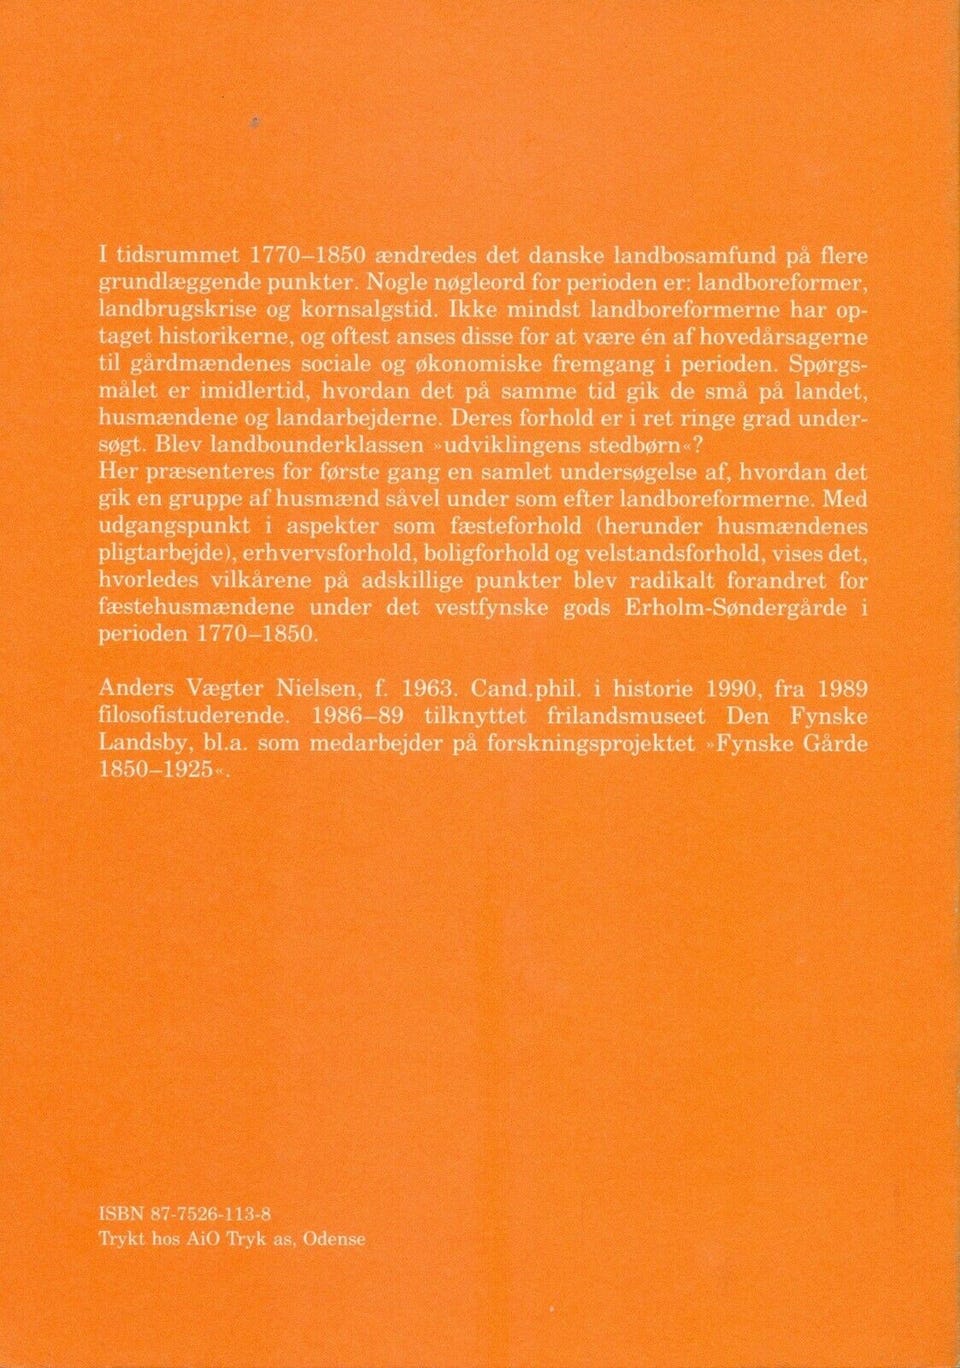 I tidsrummet 1770–1850 ændredes det danske landbosamfund på flere
grundlæggende punkter. Nogle nøgleord for perioden er: landboreformer,
landbrugskrise og kornsalgstid. Ikke mindst landboreformerne har op-
taget historikerne, og oftest anses disse for at være én af hovedårsagerne
til gårdmændenes sociale og økonomiske fremgang i perioden. Spørgs-
målet er imidlertid, hvordan det på samme tid gik de små på landet,
husmændene og landarbejderne. Deres forhold er i ret ringe grad under-
søgt. Blev landbounderklassen »udviklingens stedbørn«?
Her præsenteres for første gang en samlet undersøgelse af, hvordan det
gik en gruppe af husmænd såvel under som efter landboreformerne. Med
udgangspunkt i aspekter som fæsteforhold (herunder husmændenes
pligtarbejde), erhvervsforhold, boligforhold og velstandsforhold, vises det,
hvorledes vilkårene på adskillige punkter blev radikalt forandret for
fæstehusmændene under det vestfynske gods Erholm-Søndergårde i
perioden 1770–1850.
Anders Vægter Nielsen, f. 1963. Cand.phil. i historie 1990, fra 1989
filosofistuderende. 1986–89 tilknyttet frilandsmuseet Den Fynske
Landsby, bl.a. som medarbejder på forskningsprojektet »Fynske Gårde
1850–1925«.
ISBN 87-7526-113-8
Trykt hos AiO Tryk as, Odense